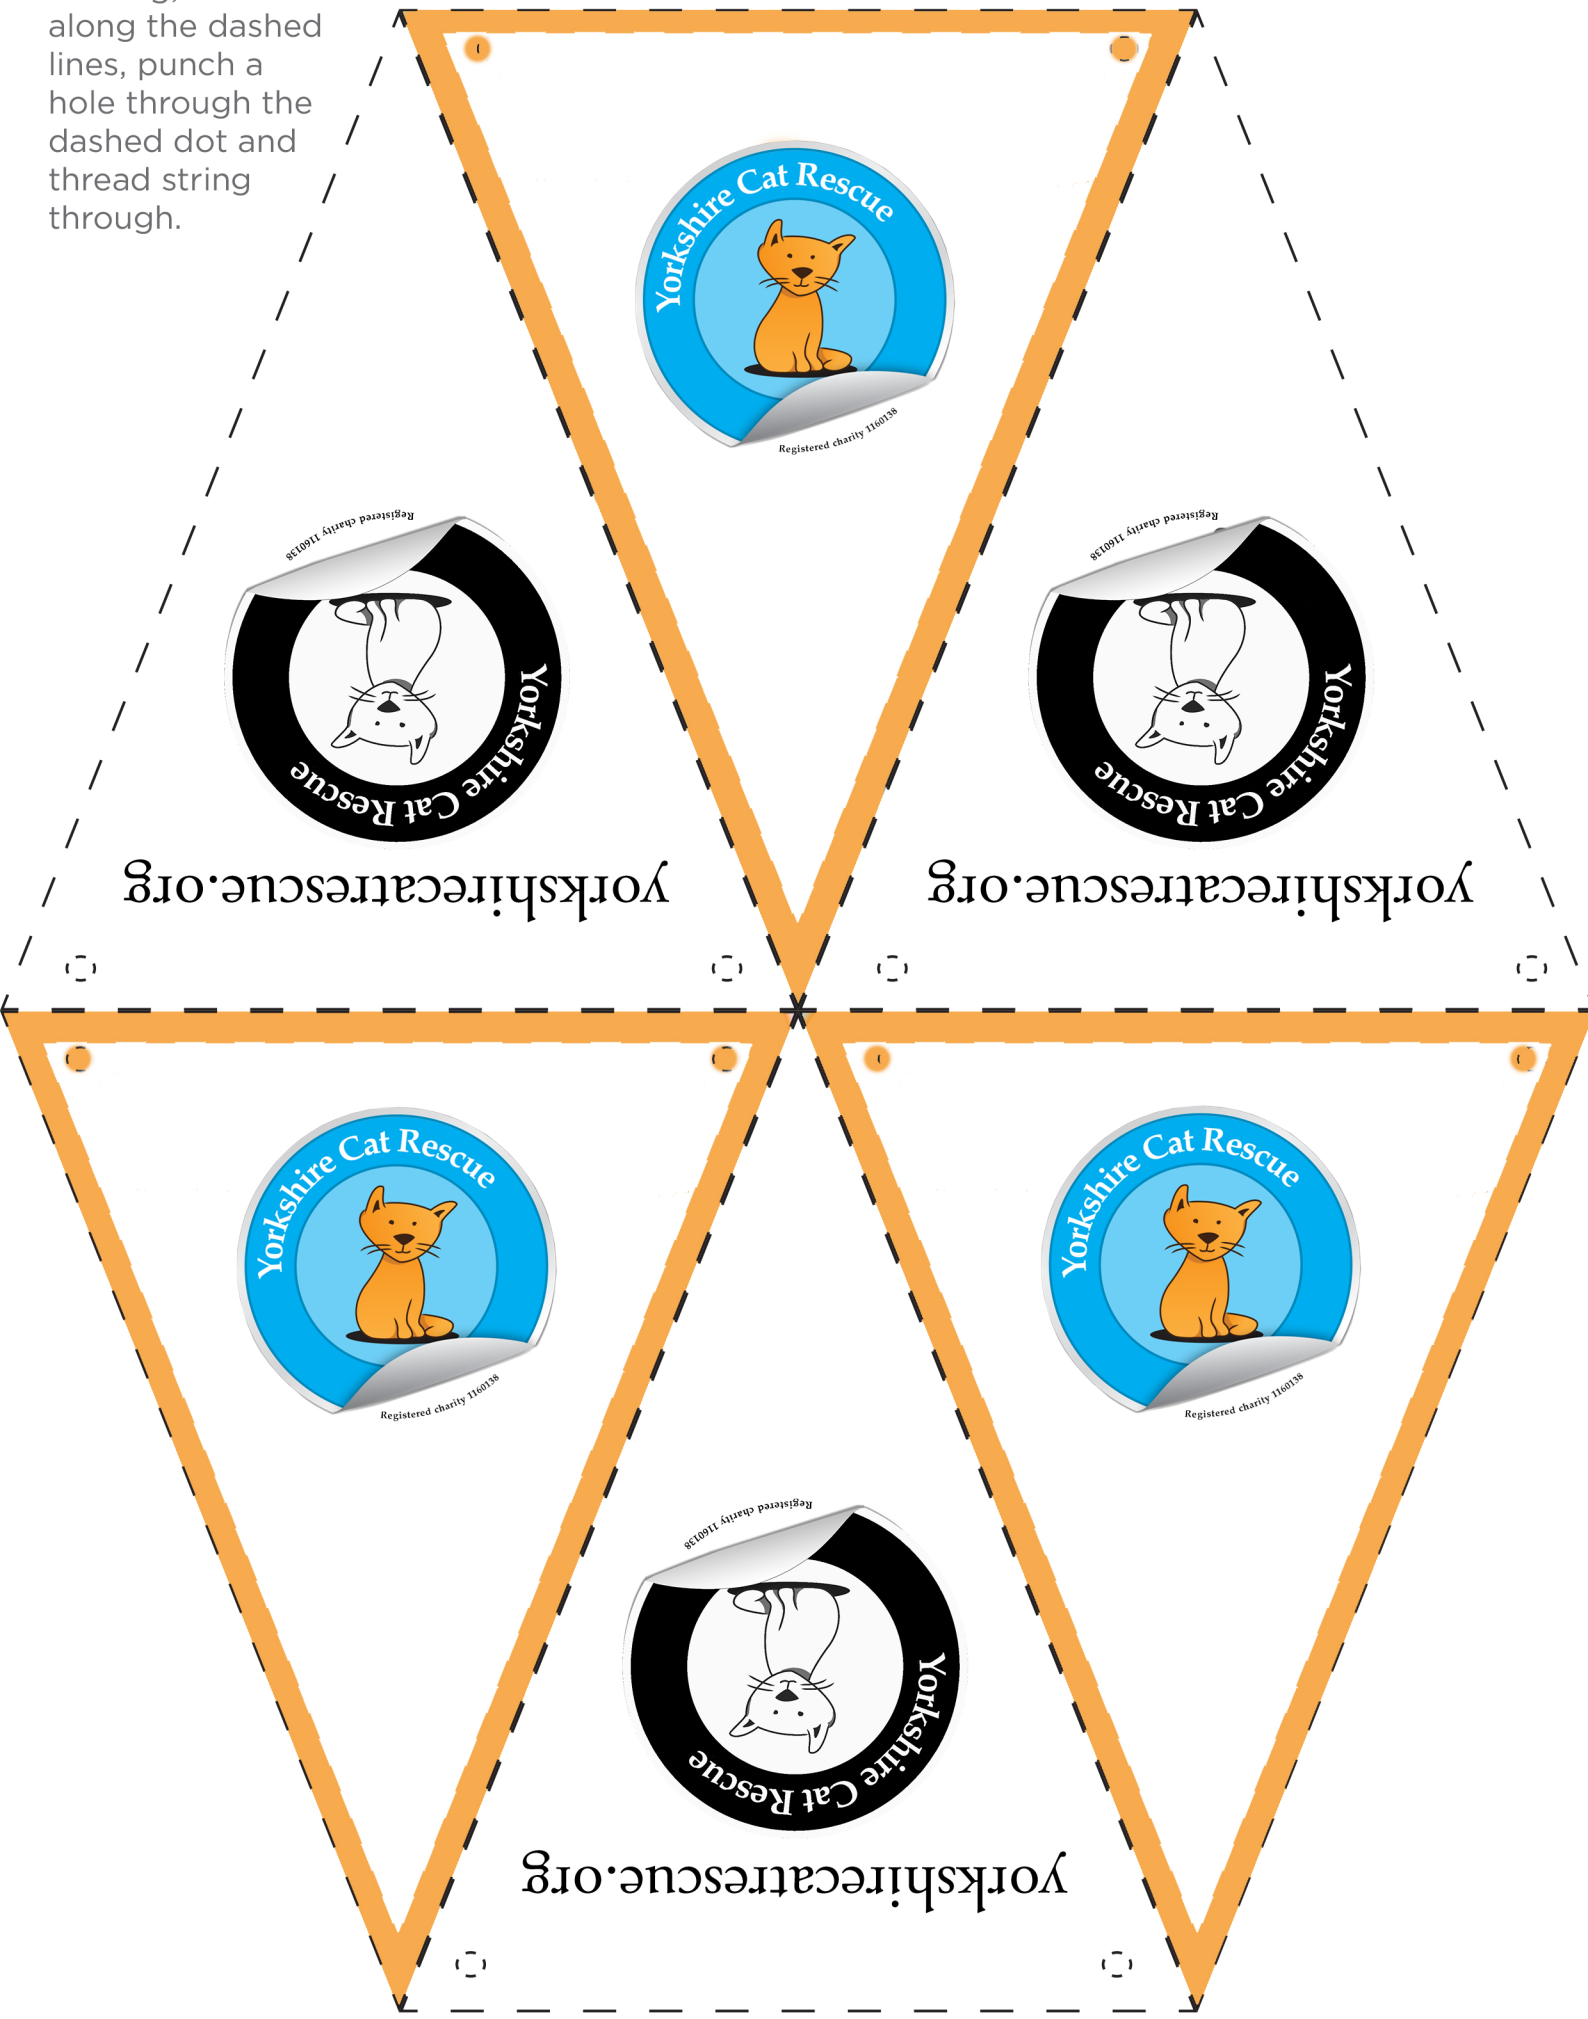 along the dashed
lines, punch a
hole through the
dashed dot and
thread string
through.
Yorkshire Cat Rescue
Registered charity 1160138
Registered charity 1160138
Yorkshire Cat Rescue
yorkshirecatrescue.org
Registered charity 1160138
Yorkshire Cat Rescue
yorkshirecatrescue.org
Yorkshire Cat Rescue
Registered charity 1160138
Yorkshire Cat Rescue
Registered charity 1160138
Registered charity 1160138
Yorkshire Cat Rescue
yorkshirecatrescue.org